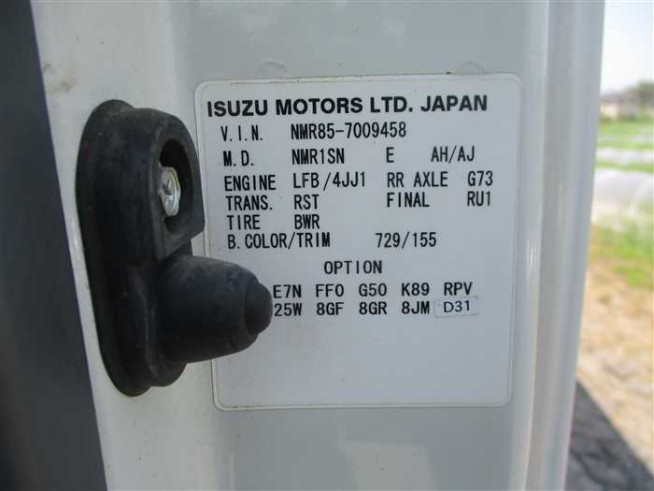 ISUZU MOTORS LTD. JAPAN
V.I.N. NMR85-7009458
M.D. NMR1SN E AH/AJ
ENGINE LFB/4JJ1 RR AXLE G73
TRANS. RST FINAL RU1
TIRE BWR
B.COLOR/TRIM 729/155
OPTION
E7N FF0 G50 K89 RPV
25W 8GF 8GR 8JM D31